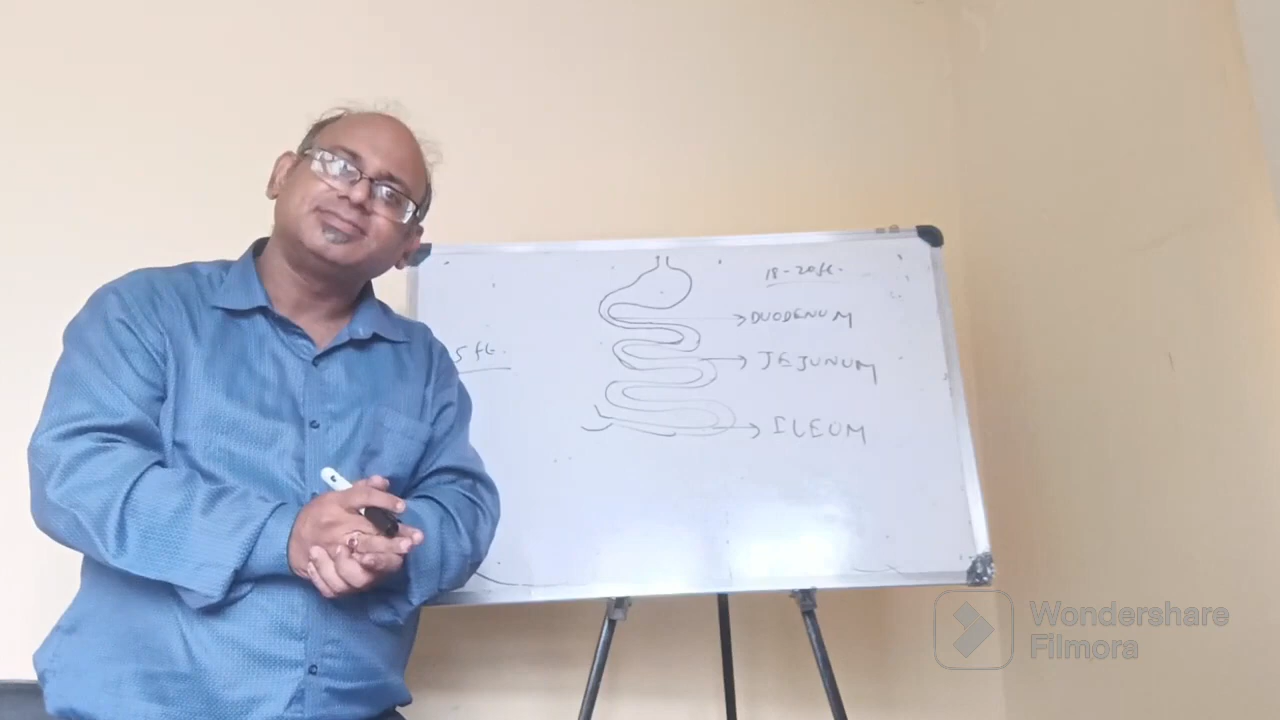 18-20ft.
DUODENUM
5 ft.
JEJUNUM
ILEUM
Wondershare
Filmora